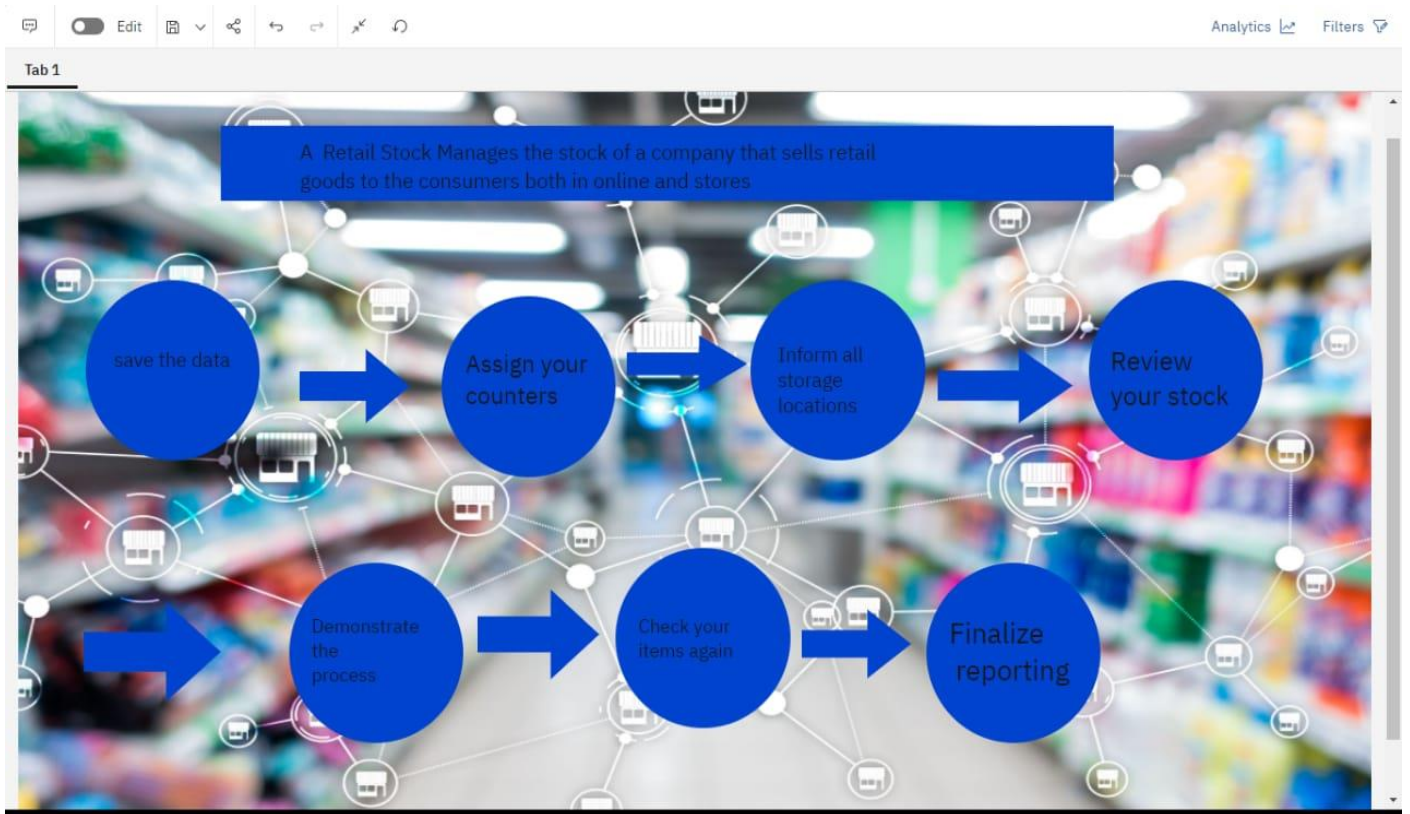 Edit
Analytics
Filters
Tab 1
A Retail Stock Manages the stock of a company that sells retail
goods to the consumers both in online and stores
save the data
Assign your
counters
Inform all
storage
locations
Review
your stock
Demonstrate
the
process
Check your
items again
Finalize
reporting